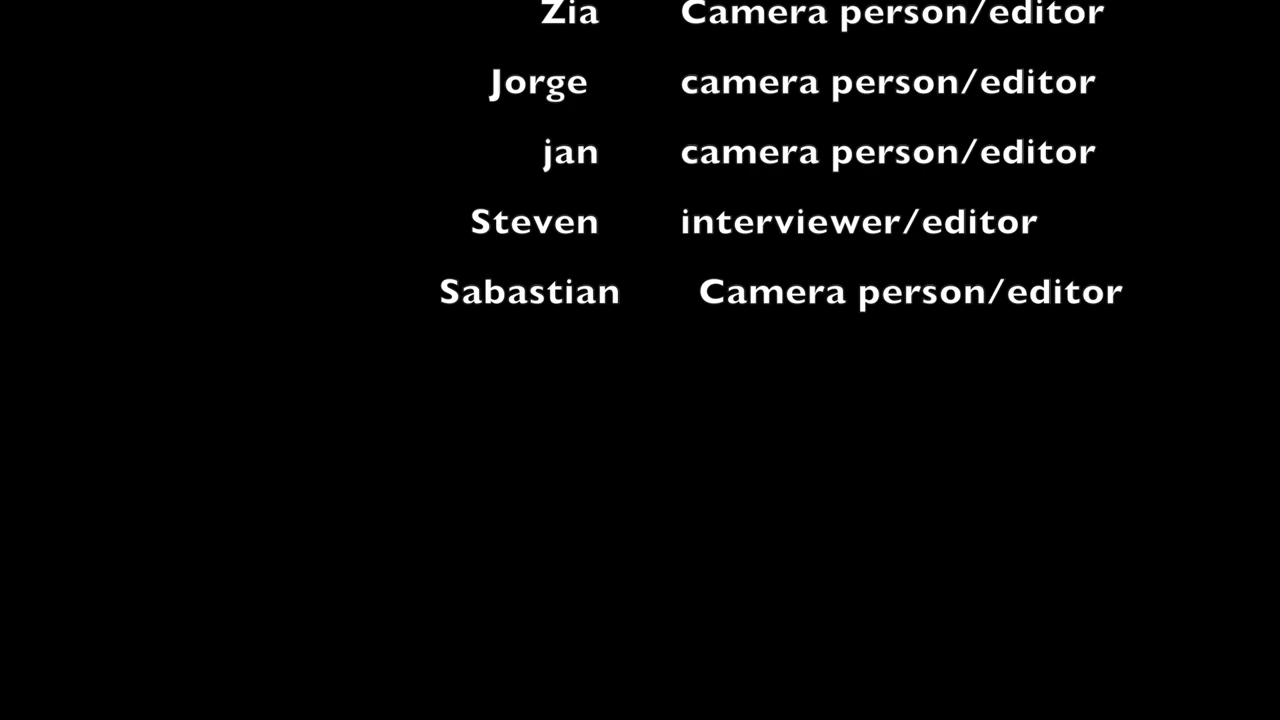 Zia Camera person/editor
Jorge camera person/editor
jan camera person/editor
Steven interviewer/editor
Sabastian Camera person/editor